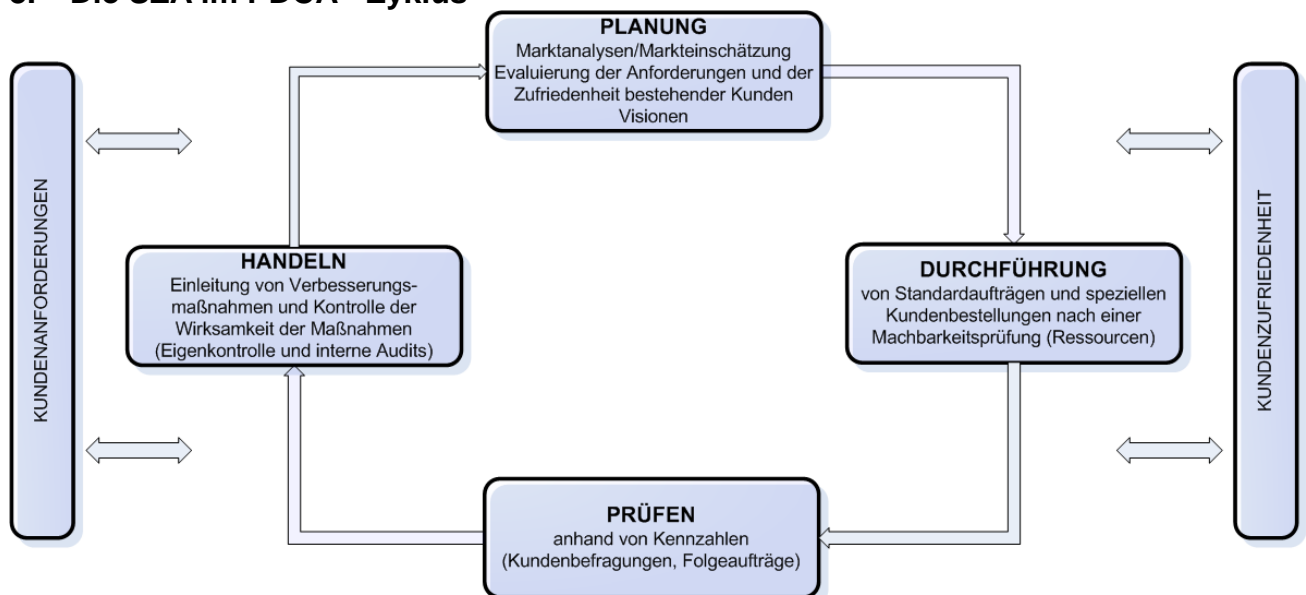 Zyklus
PLANUNG
Marktanalysen/Markteinschätzung
Evaluierung der Anforderungen und der
Zufriedenheit bestehender Kunden
Visionen
KUNDENANFORDERUNGEN
HANDELN
Einleitung von Verbesserungs-
maßnahmen und Kontrolle der
Wirksamkeit der Maßnahmen
(Eigenkontrolle und interne Audits)
DURCHFÜHRUNG
von Standardaufträgen und speziellen
Kundenbestellungen nach einer
Machbarkeitsprüfung (Ressourcen)
KUNDENZUFRIEDENHEIT
PRÜFEN
anhand von Kennzahlen
(Kundenbefragungen, Folgeaufträge)